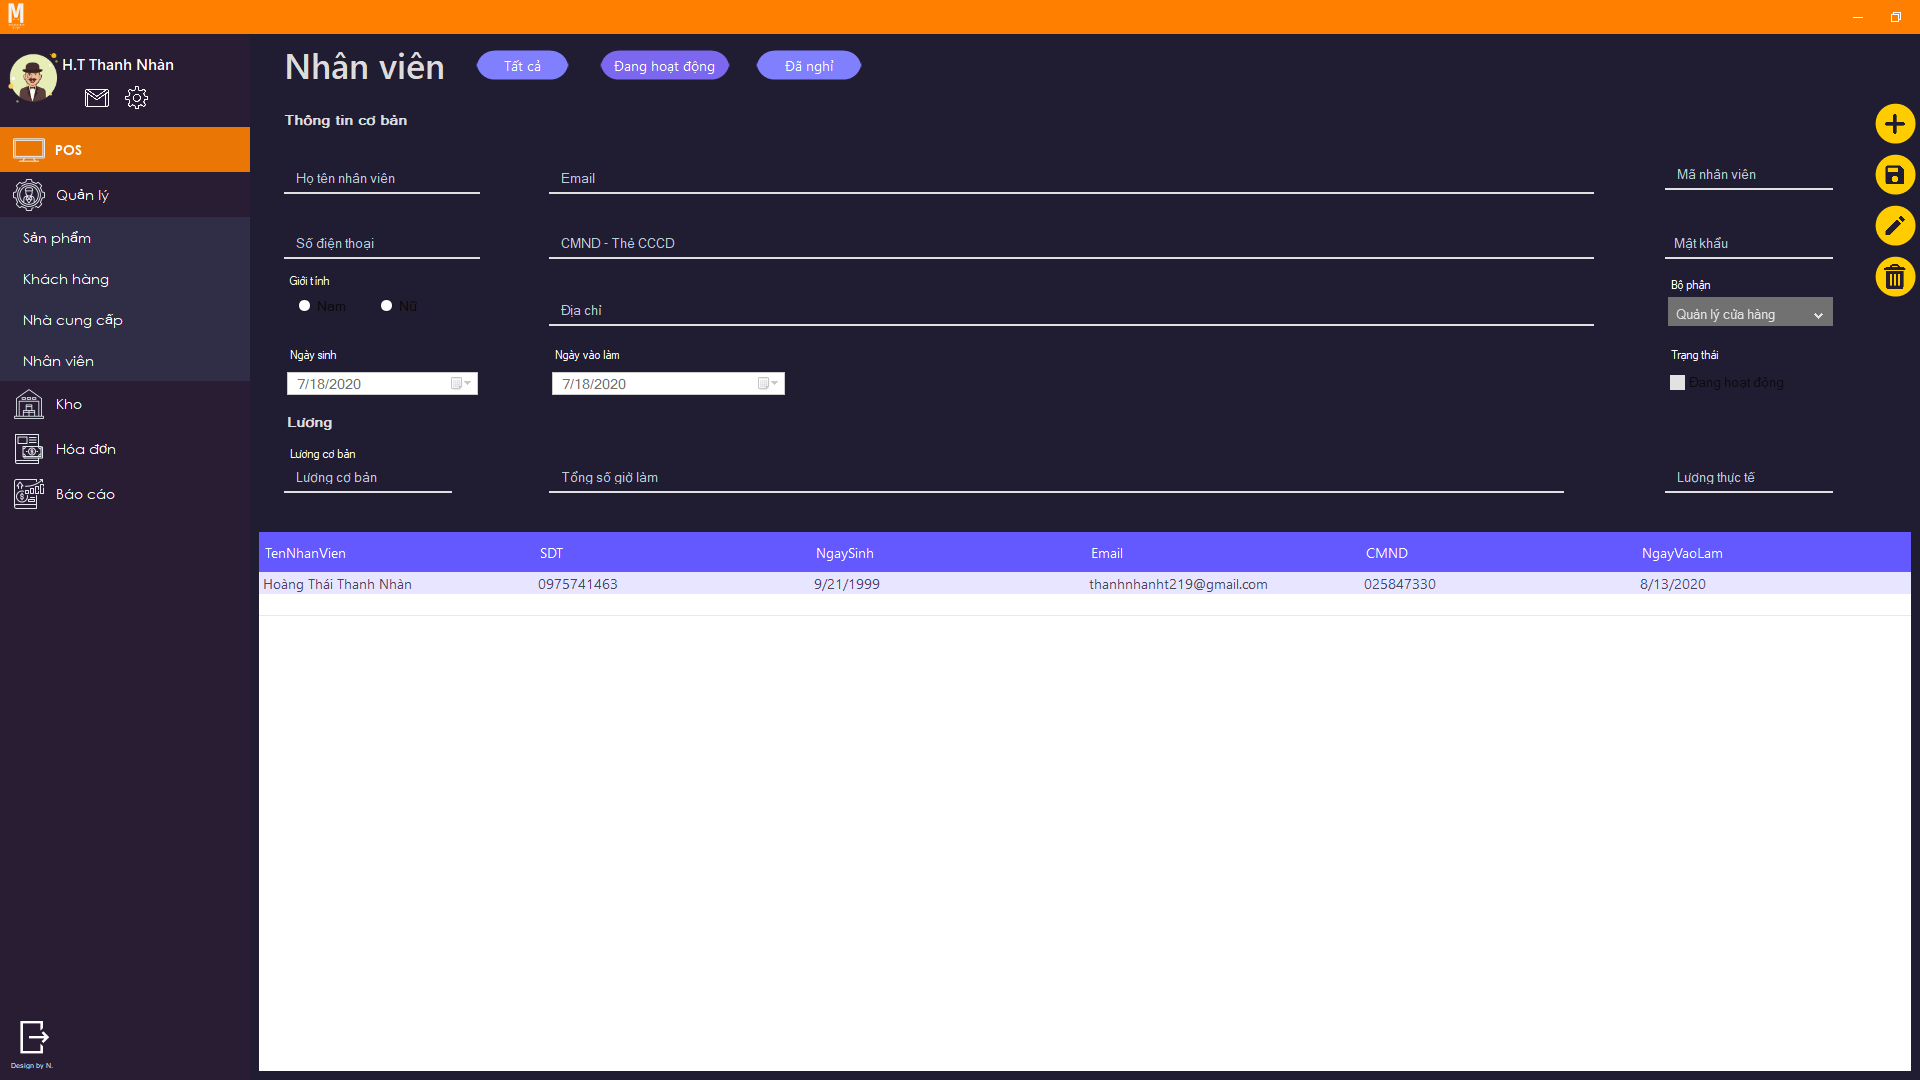 M
H.T Thanh Nhàn
POS
Quản lý
Sản phẩm
Khách hàng
Nhà cung cấp
Nhân viên
Kho
Hóa đơn
Báo cáo
Design by N.
Nhân viên
Tất cả
Đang hoạt động
Đã nghỉ
Thông tin cơ bản
Họ tên nhân viên
Email
Mã nhân viên
Số điện thoại
CMND - Thẻ CCCD
Mật khẩu
Giới tính
Nam
Nữ
Địa chỉ
Bộ phận
Quản lý cửa hàng
Ngày sinh
Ngày vào làm
Trạng thái
7/18/2020
7/18/2020
Đang hoạt động
Lương
Lương cơ bản
Lương cơ bản
Tổng số giờ làm
Lương thực tế
TenNhanVien SDT NgaySinh Email CMND NgayVaoLam
Hoàng Thái Thanh Nhàn 0975741463 9/21/1999 thanhnhanht219@gmail.com 025847330 8/13/2020